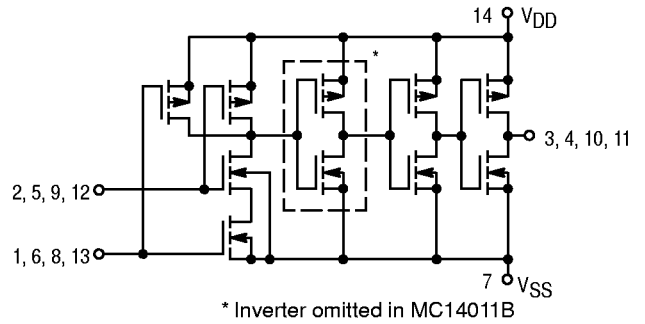 14 VDD
*
3, 4, 10, 11
2, 5, 9, 12
1, 6, 8, 13
7 VSS
* Inverter omitted in MC14011B